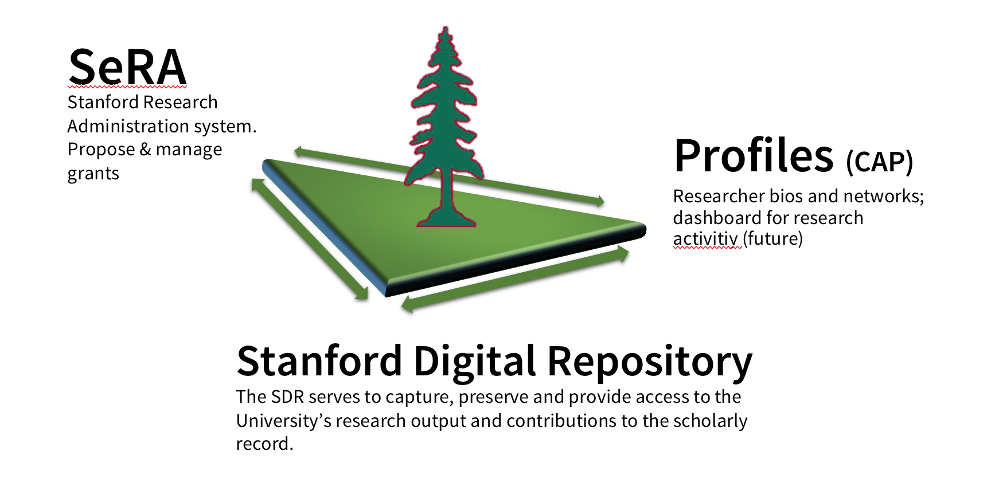 SeRA
Stanford Research
Administration system.
Propose & manage
grants
Profiles (CAP)
Researcher bios and networks;
dashboard for research
activitiy (future)
Stanford Digital Repository
The SDR serves to capture, preserve and provide access to the
University’s research output and contributions to the scholarly
record.